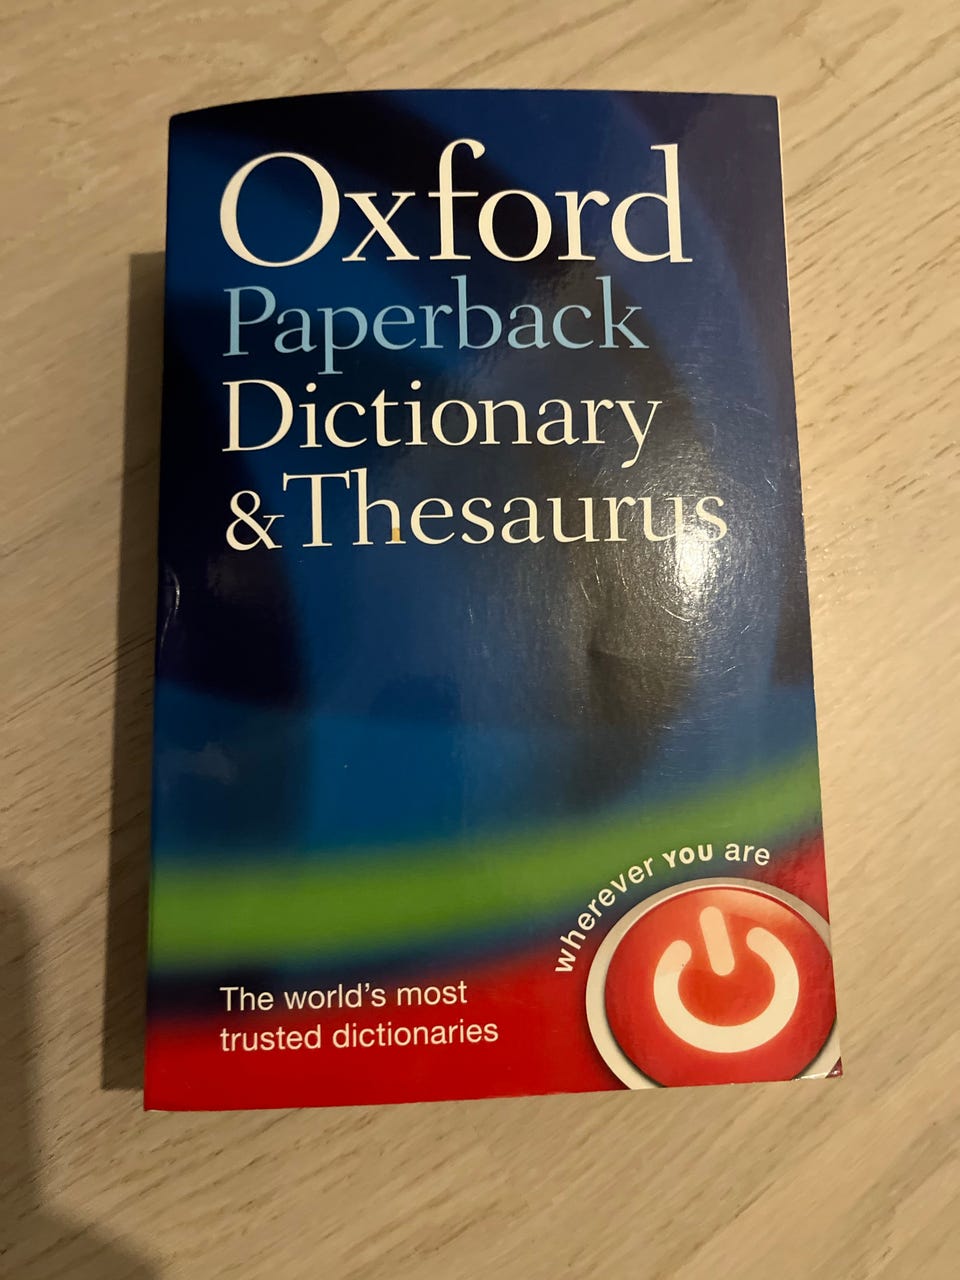 Oxford
Paperback
Dictionary
& Thesaurus
wherever YOU are
The world's most
trusted dictionaries